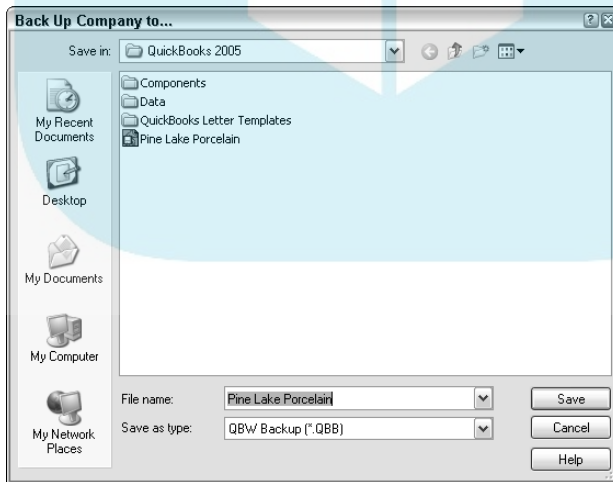 Back Up Company to...
Save in:
QuickBooks 2005
Components
Data
QuickBooks Letter Templates
Pine Lake Porcelain
My Recent
Documents
Desktop
My Documents
My Computer
My Network
Places
File name:
Pine Lake Porcelain
Save
Save as type:
QBW Backup (*.QBB)
Cancel
Help